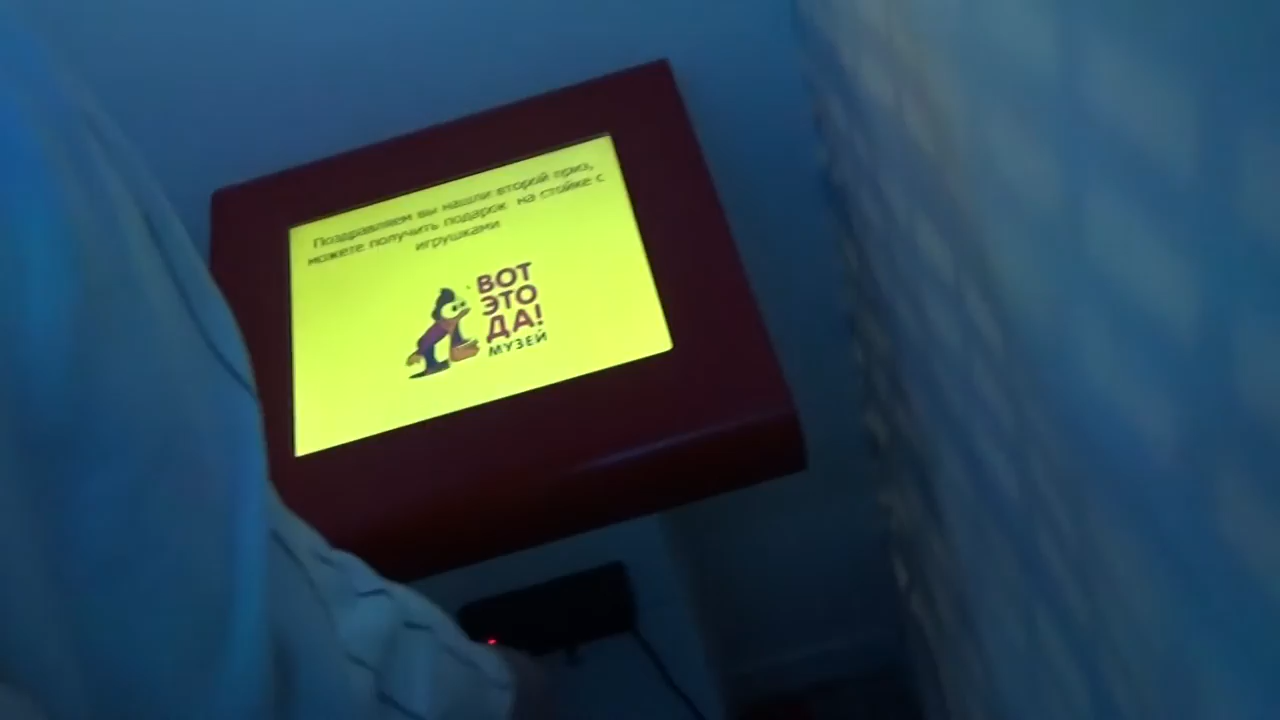 Поздравляем вы нашли второй приз,
можете получить подарок на стойке с
игрушками
ВОТ
ЭТО
ДА!
МУЗЕЙ